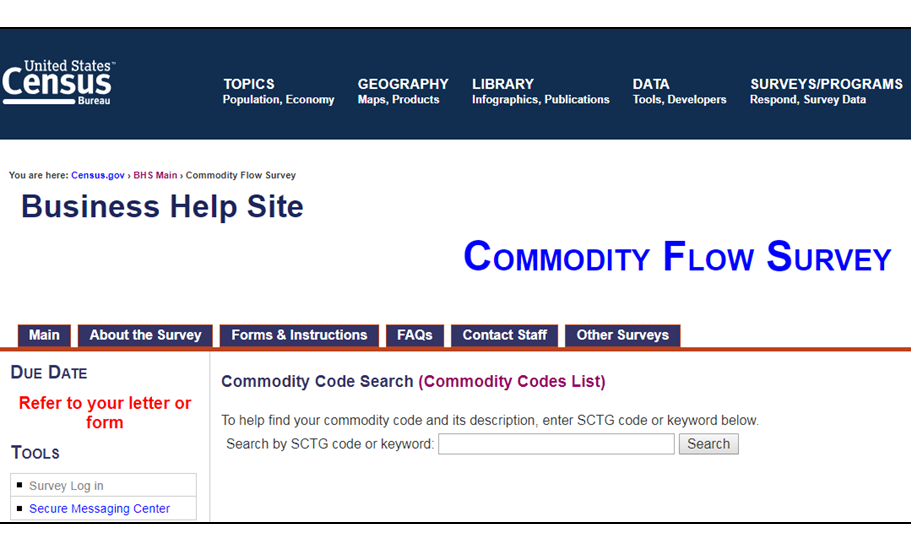 United States™
Census
Bureau
TOPICS
Population, Economy
GEOGRAPHY
Maps, Products
LIBRARY
Infographics, Publications
DATA
Tools, Developers
SURVEYS/PROGRAMS
Respond, Survey Data
You are here: Census.gov › BHS Main › Commodity Flow Survey
Business Help Site
COMMODITY FLOW SURVEY
Main About the Survey Forms & Instructions FAQs Contact Staff Other Surveys
DUE DATE
Refer to your letter or
form
TOOLS
Survey Log in
Secure Messaging Center
Commodity Code Search (Commodity Codes List)
To help find your commodity code and its description, enter SCTG code or keyword below.
Search by SCTG code or keyword: Search